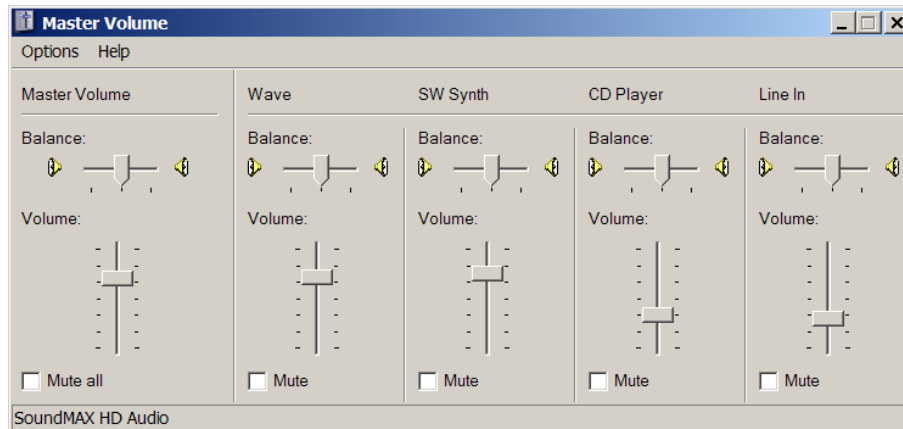 Master Volume
Options Help
Master Volume Wave SW Synth CD Player Line In
Balance: Balance: Balance: Balance: Balance:
Volume: Volume: Volume: Volume: Volume:
Mute all Mute Mute Mute Mute
SoundMAX HD Audio